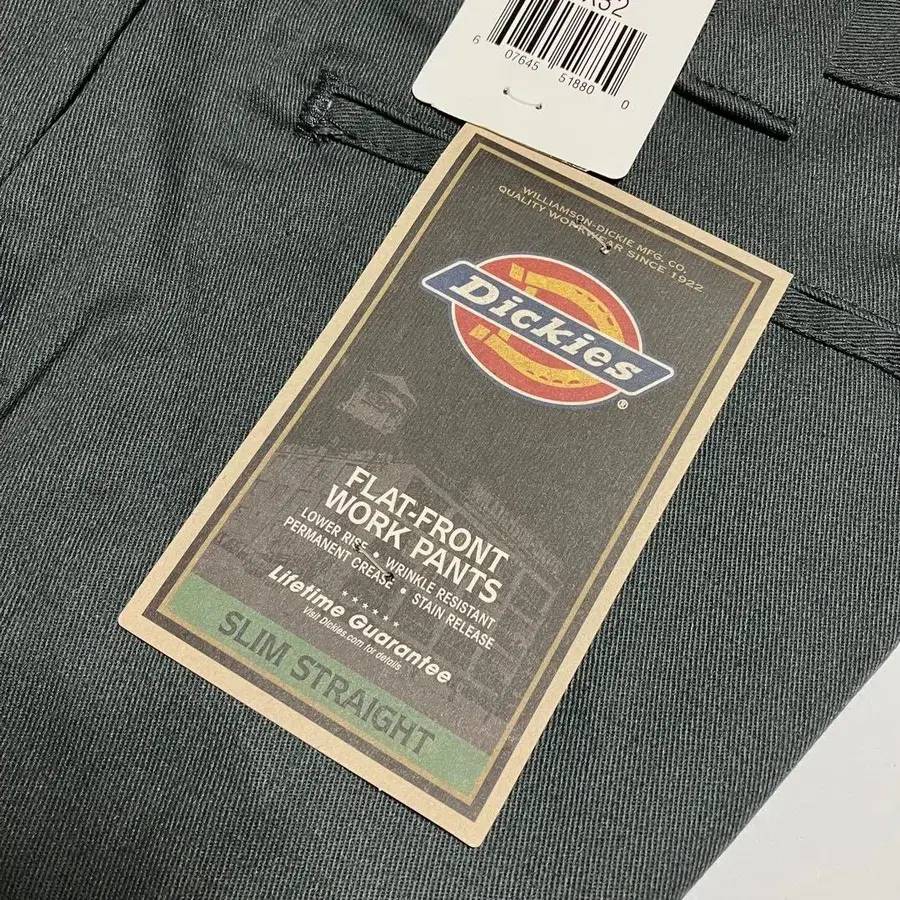 X32
6 07645 51880 0
WILLIAMSON-DICKIE MFG. CO.
QUALITY WORKWEAR SINCE 1922
Dickies®
FLAT-FRONT
WORK PANTS
LOWER RISE • WRINKLE RESISTANT
PERMANENT CREASE • STAIN RELEASE
Lifetime Guarantee
Visit Dickies.com for details
SLIM STRAIGHT